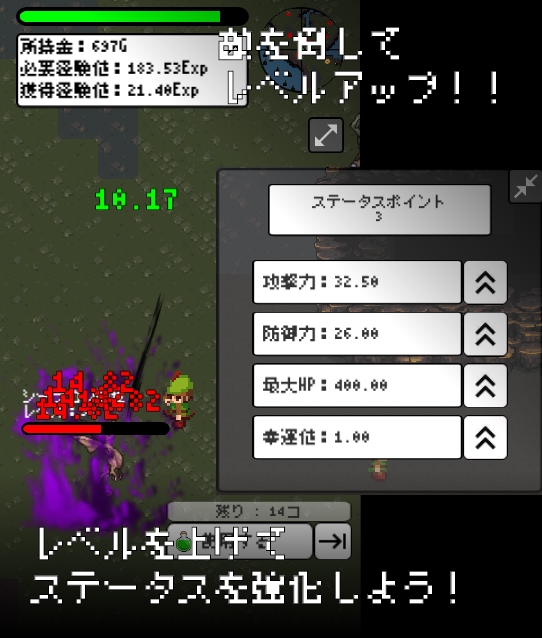 敵を倒して
レベルアップ！！
所持金：697G
必要経験値：183.53Exp
獲得経験値：21.40Exp
10.17
ステータスポイント
3
攻撃力：32.50
防御力：26.00
最大HP：400.00
幸運値：1.00
残り：14コ
使用する
レベルを上げて
ステータスを強化しよう！